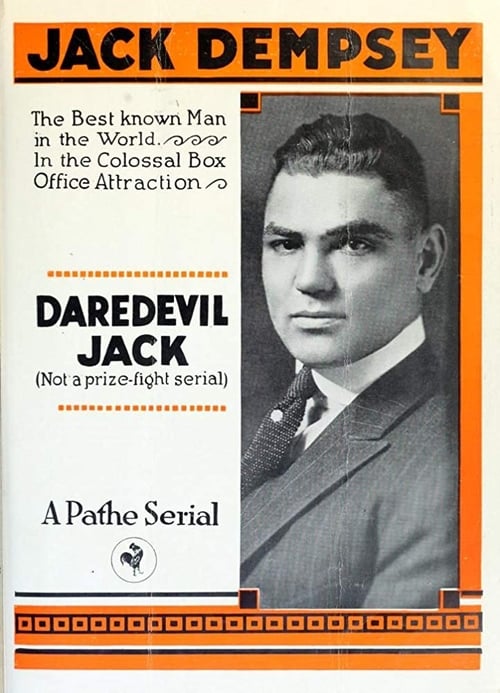 JACK DEMPSEY
The Best known Man
in the World.
In the Colossal Box
Office Attraction
DAREDEVIL
JACK
(Not a prize-fight serial)
A Pathe Serial